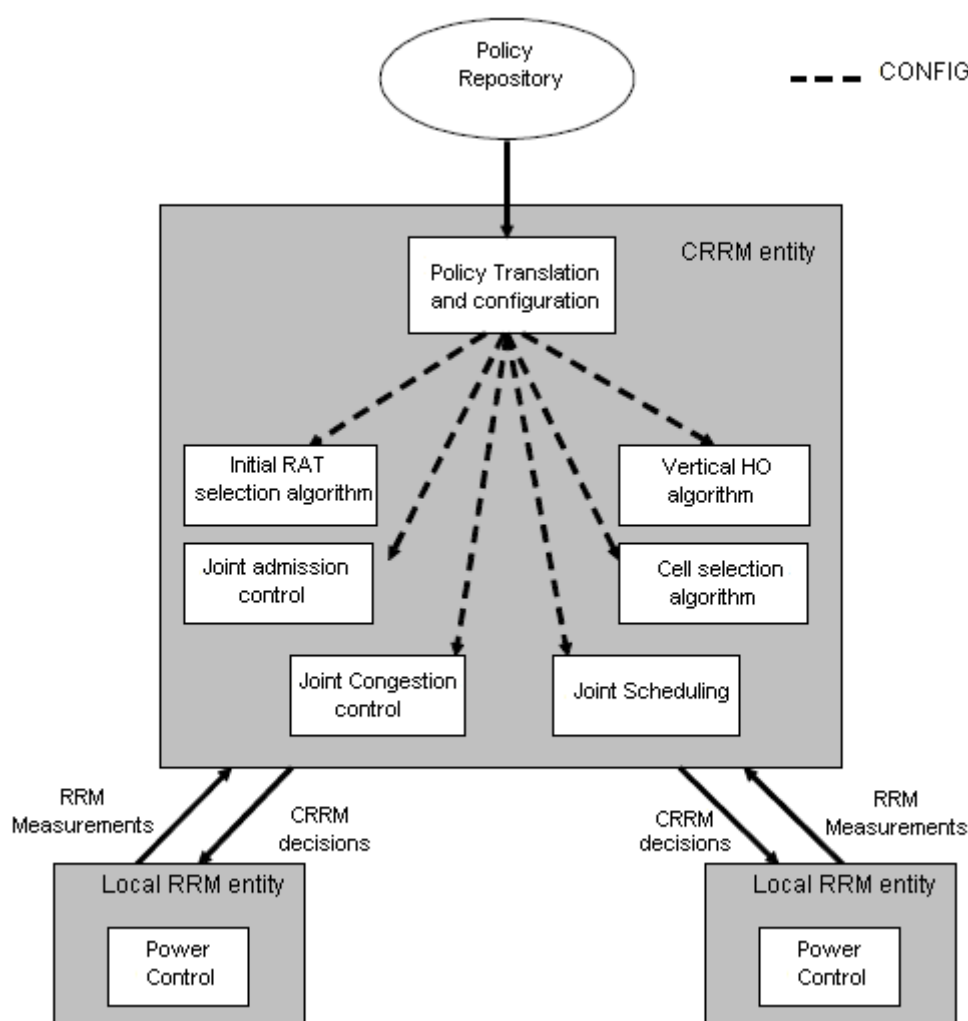 Policy
Repository
CONFIG
CRRM entity
Policy Translation
and configuration
Initial RAT
selection algorithm
Vertical HO
algorithm
Joint admission
control
Cell selection
algorithm
Joint Congestion
control
Joint Scheduling
RRM
Measurements
CRRM
decisions
CRRM
decisions
RRM
Measurements
Local RRM entity
Power
Control
Local RRM entity
Power
Control